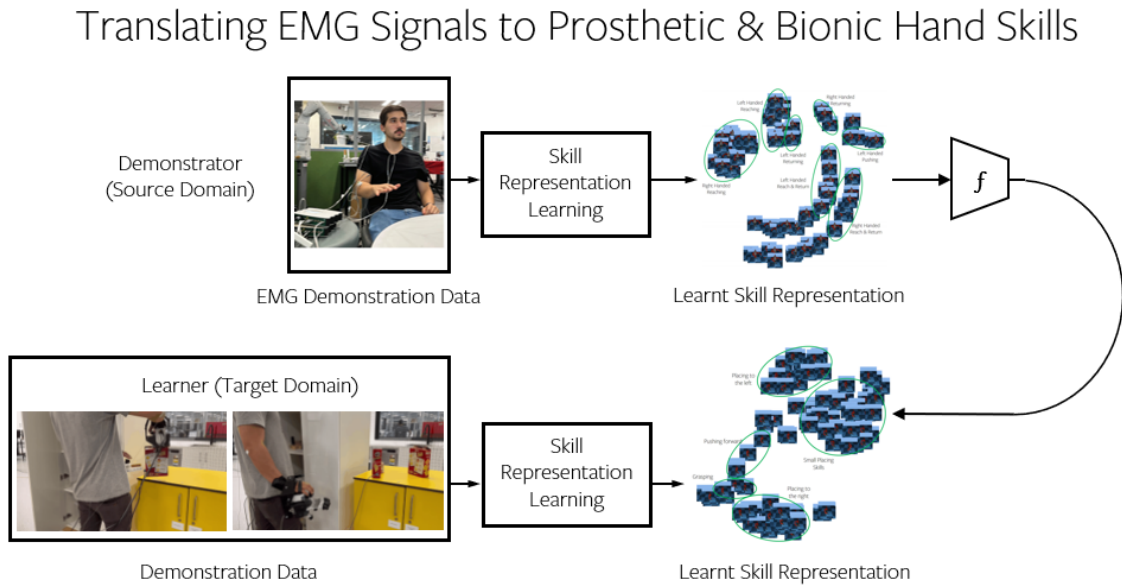 Translating EMG Signals to Prosthetic & Bionic Hand Skills
Demonstrator
(Source Domain)
Skill
Representation
Learning
Left Handed
Reaching
Right Handed
Returning
Right Handed
Reaching
Left Handed
Returning
Left Handed
Pushing
Left Handed
Reach & Return
Right Handed
Reach & Return
f
EMG Demonstration Data
Learnt Skill Representation
Learner (Target Domain)
Skill
Representation
Learning
Placing to
the left
Pushing forward
Small Placing
Skills
Grasping
Placing to
the right
Demonstration Data
Learnt Skill Representation